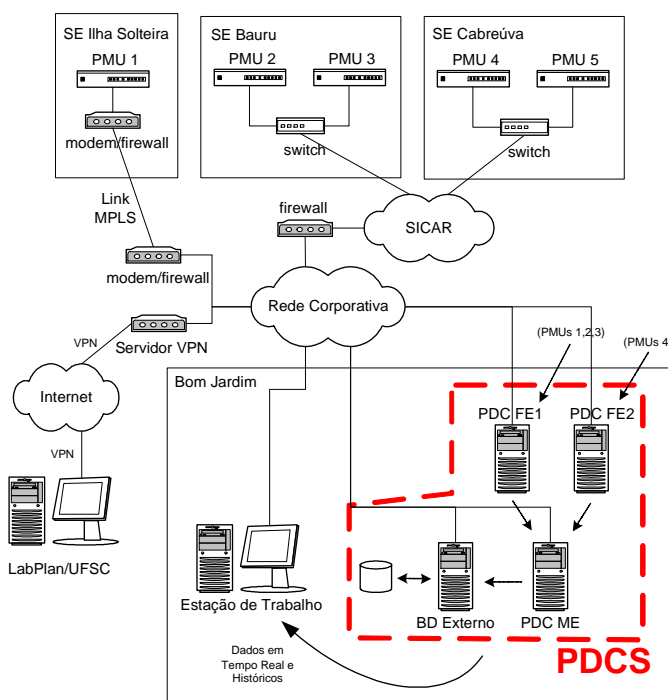 SE Ilha Solteira
PMU 1
modem/firewall
SE Bauru
PMU 2
PMU 3
switch
SE Cabreúva
PMU 4
PMU 5
switch
Link
MPLS
firewall
SICAR
modem/firewall
Rede Corporativa
Servidor VPN
VPN
Internet
VPN
LabPlan/UFSC
(PMUs 1,2,3)
(PMUs 4
Bom Jardim
PDC FE1
PDC FE2
Estação de Trabalho
BD Externo
PDC ME
Dados em
Tempo Real e
Históricos
PDCS